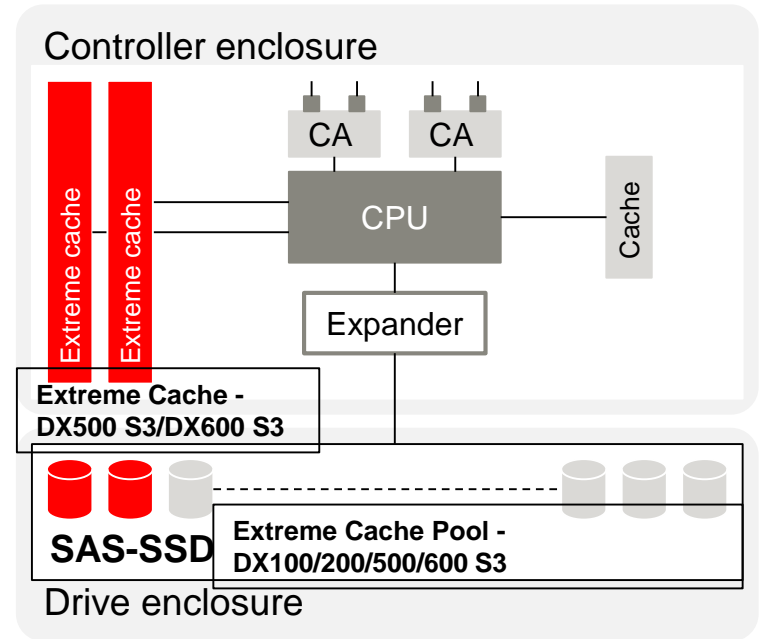 Controller enclosure
CA
CA
Extreme cache
Extreme cache
CPU
Cache
Expander
Extreme Cache -
DX500 S3/DX600 S3
SAS-SSD
Extreme Cache Pool -
DX100/200/500/600 S3
Drive enclosure